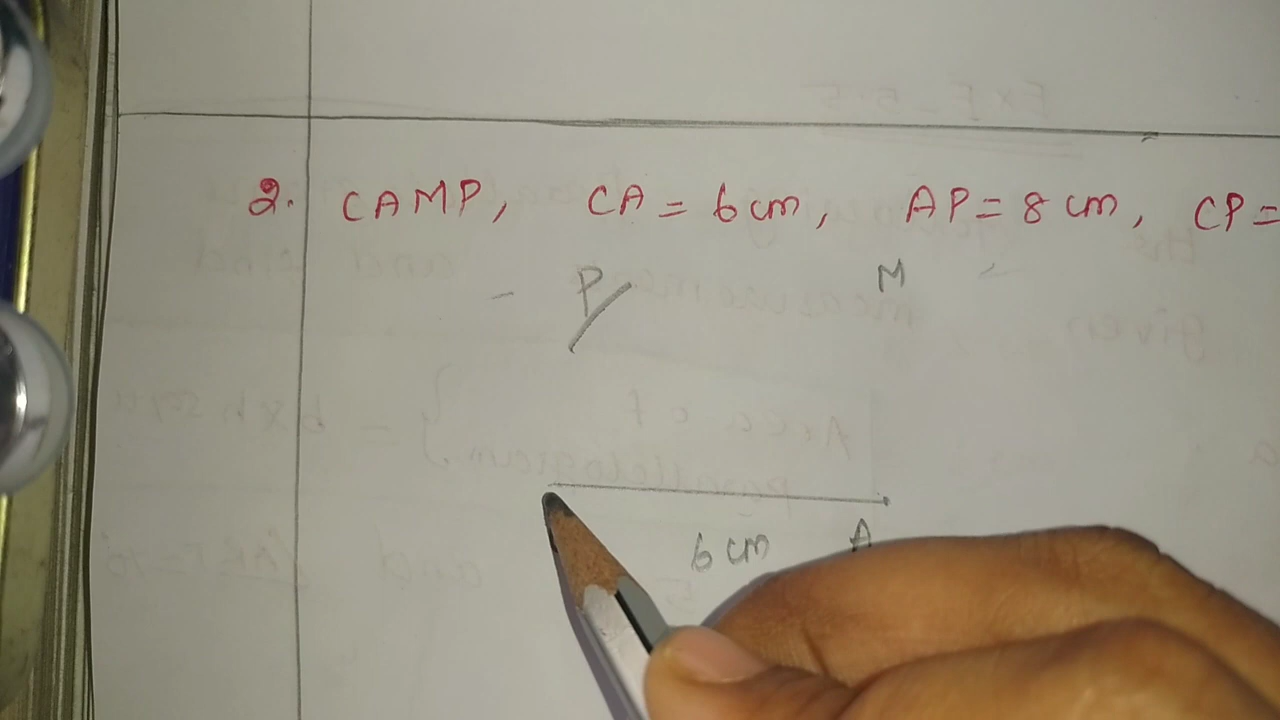 2. CAMP, CA = 6 cm, AP = 8 cm, CP =
P M
6 cm A